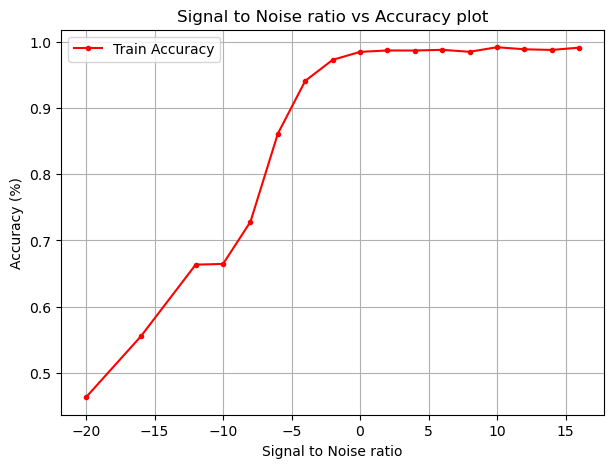 Signal to Noise ratio vs Accuracy plot
Train Accuracy
Accuracy (%)
1.0
0.9
0.8
0.7
0.6
0.5
−20 −15 −10 −5 0 5 10 15
Signal to Noise ratio